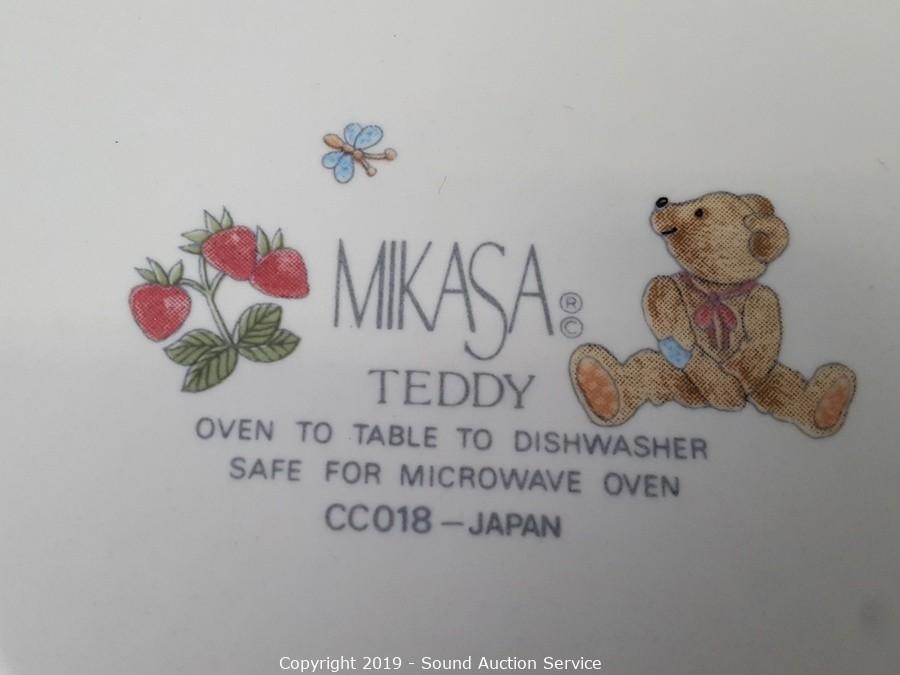 MIKASA ® ©
TEDDY
OVEN TO TABLE TO DISHWASHER
SAFE FOR MICROWAVE OVEN
CC018 – JAPAN
Copyright 2019 - Sound Auction Service